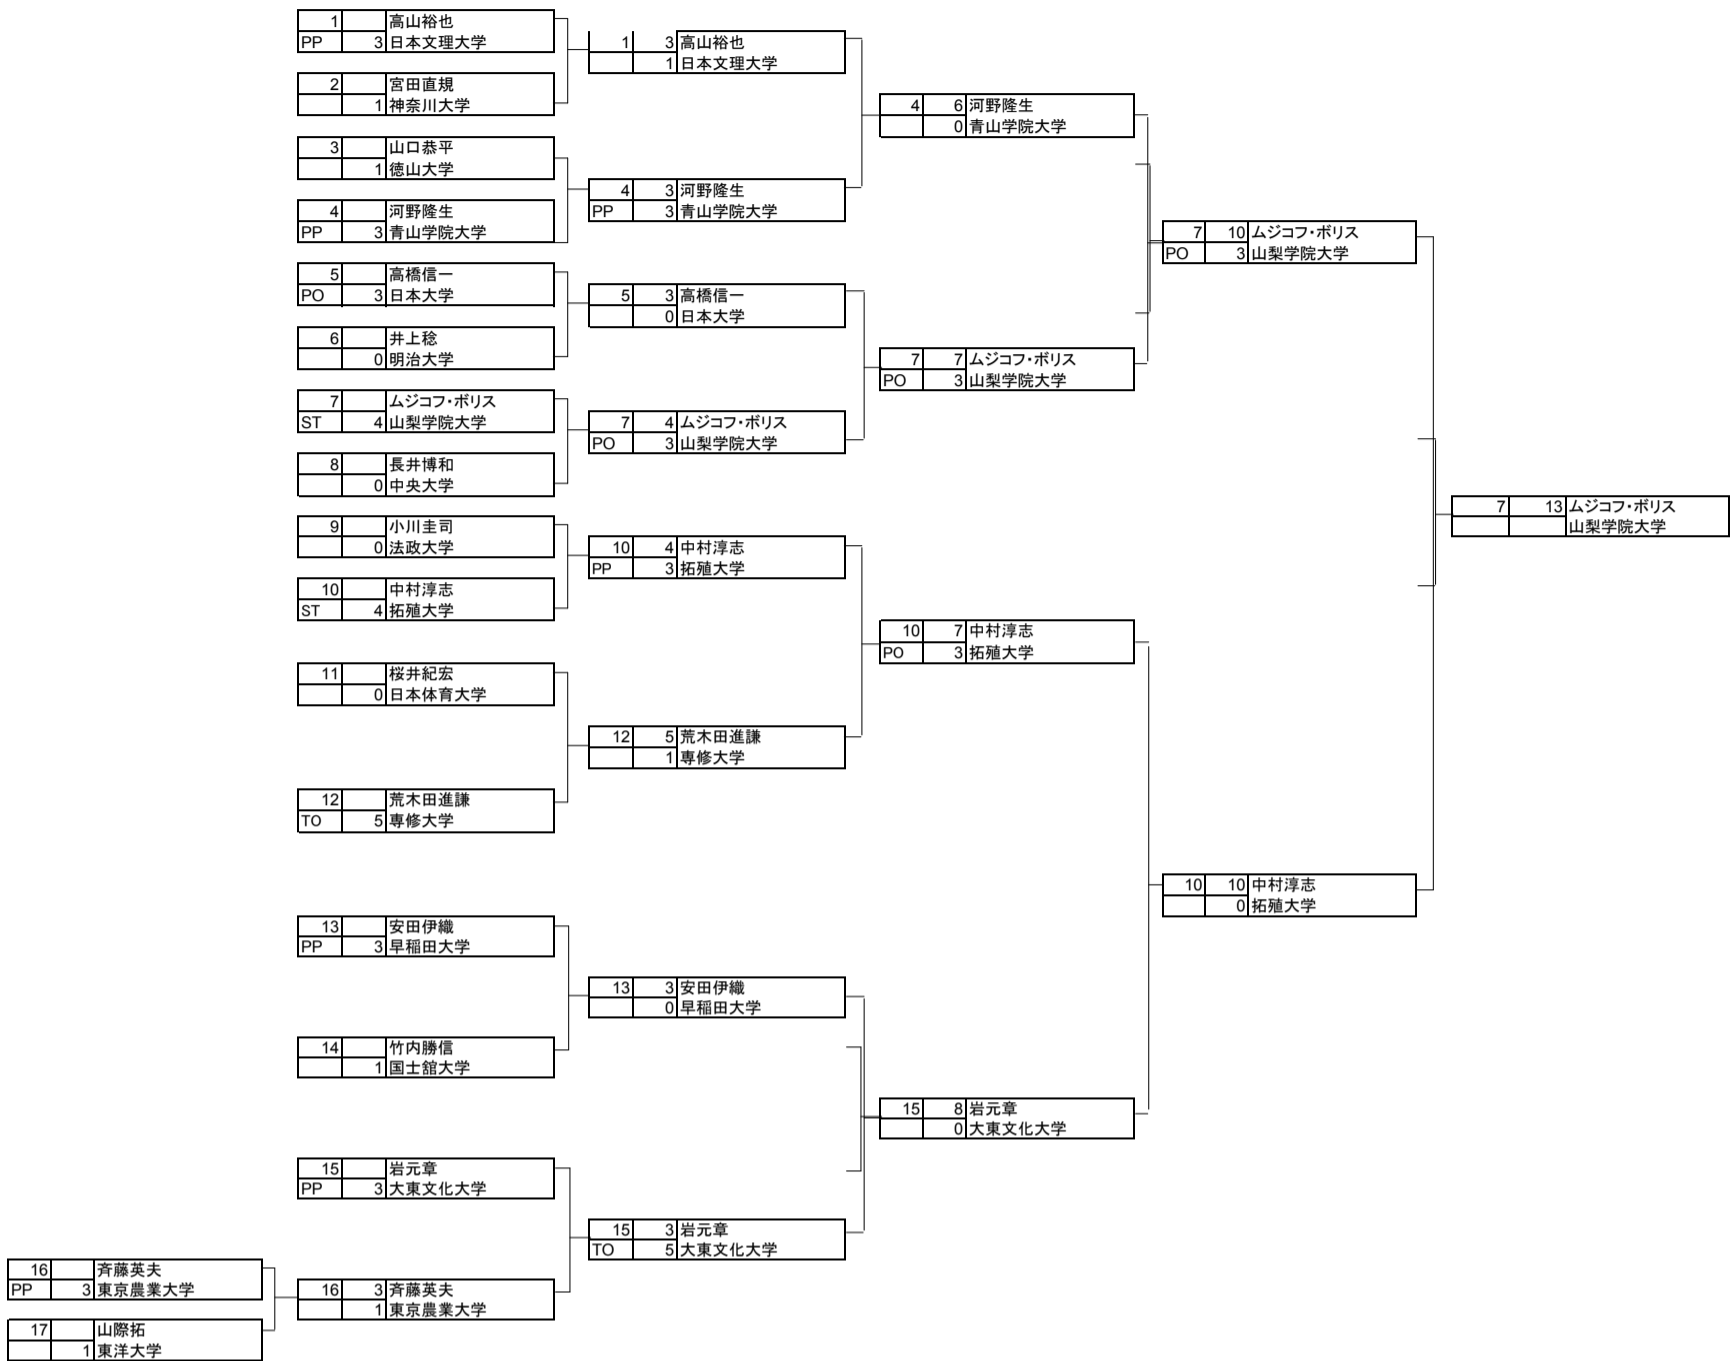 1 高山裕也
PP 3 日本文理大学
2 宮田直規
1 神奈川大学
3 山口恭平
1 徳山大学
4 河野隆生
PP 3 青山学院大学
5 高橋信一
PO 3 日本大学
6 井上稔
0 明治大学
7 ムジコフ・ボリス
ST 4 山梨学院大学
8 長井博和
0 中央大学
9 小川圭司
0 法政大学
10 中村淳志
ST 4 拓殖大学
11 桜井紀宏
0 日本体育大学
12 荒木田進謙
TO 5 専修大学
13 安田伊織
PP 3 早稲田大学
14 竹内勝信
1 国士舘大学
15 岩元章
PP 3 大東文化大学
16 斉藤英夫
PP 3 東京農業大学
17 山際拓
1 東洋大学
16 3 斉藤英夫
1 東京農業大学
1 3 高山裕也
1 日本文理大学
4 3 河野隆生
PP 3 青山学院大学
5 3 高橋信一
0 日本大学
7 4 ムジコフ・ボリス
PO 3 山梨学院大学
10 4 中村淳志
PP 3 拓殖大学
12 5 荒木田進謙
1 専修大学
13 3 安田伊織
0 早稲田大学
15 3 岩元章
TO 5 大東文化大学
4 6 河野隆生
0 青山学院大学
7 7 ムジコフ・ボリス
PO 3 山梨学院大学
10 7 中村淳志
PO 3 拓殖大学
15 8 岩元章
0 大東文化大学
7 10 ムジコフ・ボリス
PO 3 山梨学院大学
10 10 中村淳志
0 拓殖大学
7 13 ムジコフ・ボリス
山梨学院大学